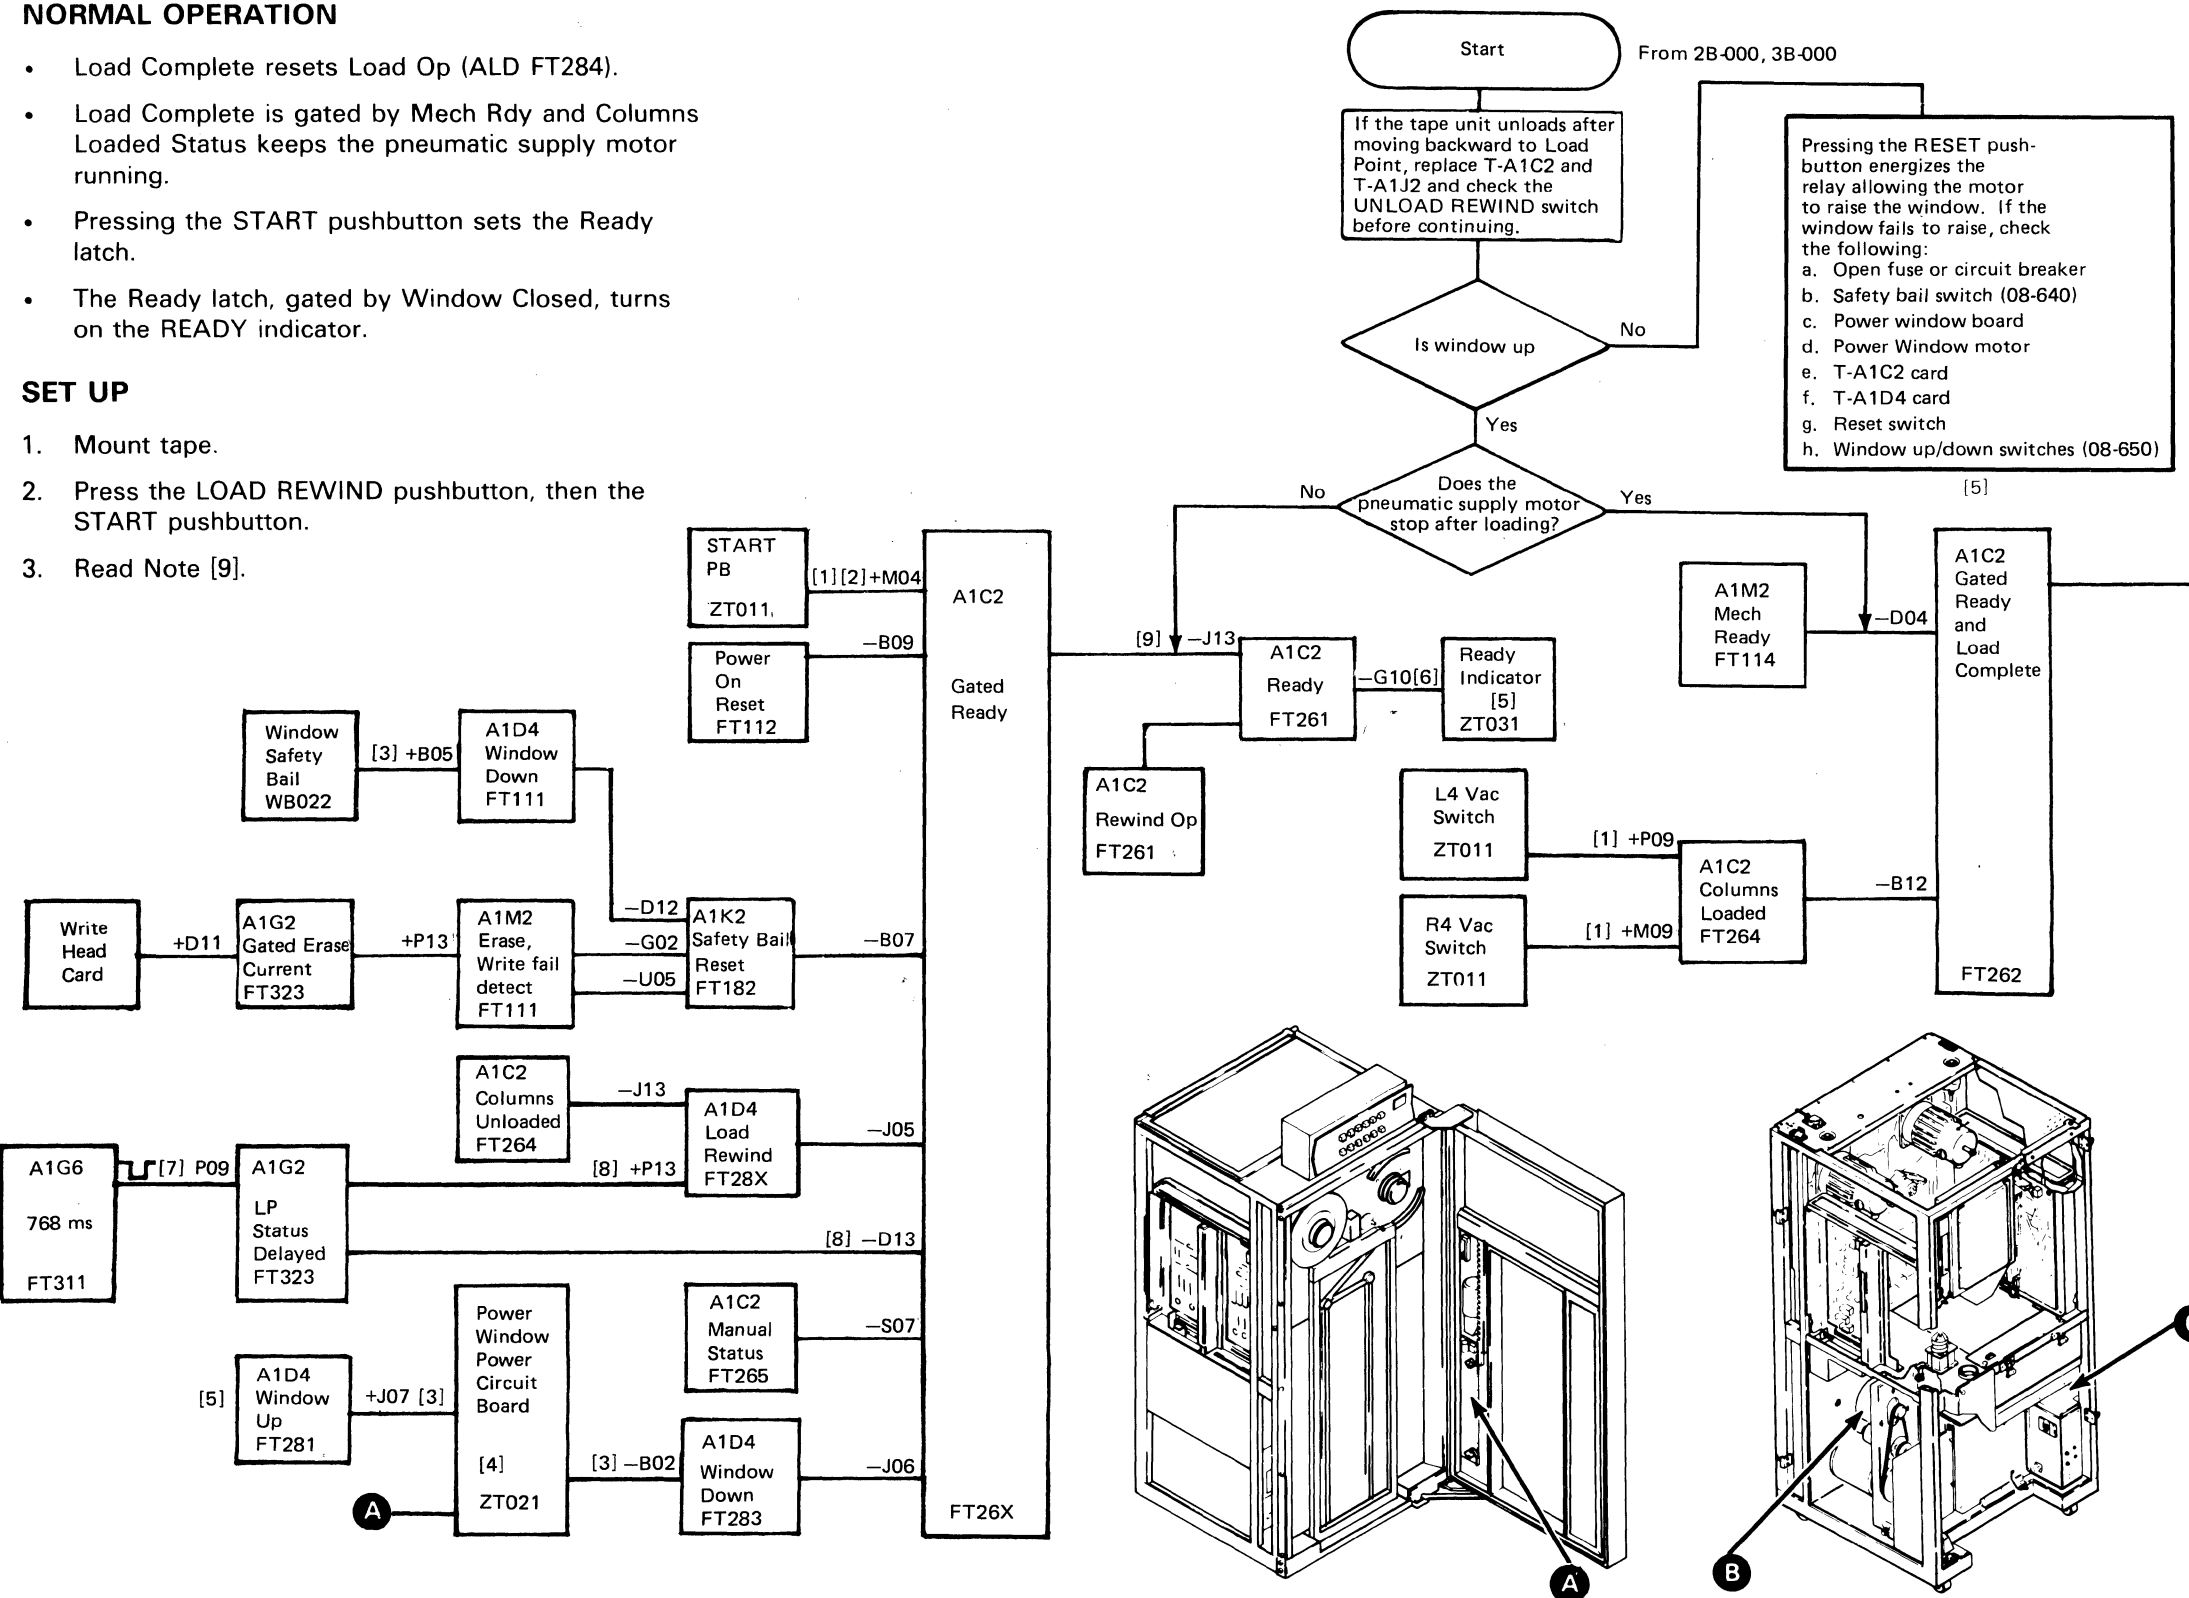 NORMAL OPERATION
• Load Complete resets Load Op (ALD FT284).
• Load Complete is gated by Mech Rdy and Columns
Loaded Status keeps the pneumatic supply motor
running.
• Pressing the START pushbutton sets the Ready
latch.
• The Ready latch, gated by Window Closed, turns
on the READY indicator.
SET UP
1. Mount tape.
2. Press the LOAD REWIND pushbutton, then the
START pushbutton.
3. Read Note [9].
Start
From 2B-000, 3B-000
If the tape unit unloads after
moving backward to Load
Point, replace T-A1C2 and
T-A1J2 and check the
UNLOAD REWIND switch
before continuing.
Is window up
No
Yes
Pressing the RESET push-
button energizes the
relay allowing the motor
to raise the window. If the
window fails to raise, check
the following:
a. Open fuse or circuit breaker
b. Safety bail switch (08-640)
c. Power window board
d. Power Window motor
e. T-A1C2 card
f. T-A1D4 card
g. Reset switch
h. Window up/down switches (08-650)
[5]
Does the
pneumatic supply motor
stop after loading?
No
Yes
START
PB
ZT011
[1][2]+M04
Power
On
Reset
FT112
—B09
A1C2
Gated
Ready
FT26X
[9] —J13
A1C2
Ready
FT261
—G10[6]
Ready
Indicator
[5]
ZT031
A1C2
Rewind Op
FT261
A1M2
Mech
Ready
FT114
—D04
A1C2
Gated
Ready
and
Load
Complete
FT262
L4 Vac
Switch
ZT011
[1] +P09
R4 Vac
Switch
ZT011
[1] +M09
A1C2
Columns
Loaded
FT264
—B12
Window
Safety
Bail
WB022
[3] +B05
A1D4
Window
Down
FT111
—D12
Write
Head
Card
+D11
A1G2
Gated Erase
Current
FT323
+P13
A1M2
Erase,
Write fail
detect
FT111
—G02
—U05
A1K2
Safety Bail
Reset
FT182
—B07
A1C2
Columns
Unloaded
FT264
—J13
A1D4
Load
Rewind
FT28X
—J05
A1G6
768 ms
FT311
[7] P09
A1G2
LP
Status
Delayed
FT323
[8] +P13
[8] —D13
A1C2
Manual
Status
FT265
—S07
[5]
A1D4
Window
Up
FT281
+J07 [3]
Power
Window
Power
Circuit
Board
[4]
ZT021
A
[3] —B02
A1D4
Window
Down
FT283
—J06
A
B